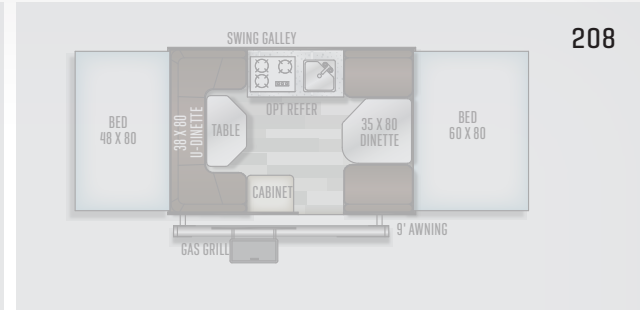 208
SWING GALLEY
BED
48 X 80
38 X 80
U-DINETTE
TABLE
OPT REFER
35 X 80
DINETTE
BED
60 X 80
CABINET
9' AWNING
GAS GRILL